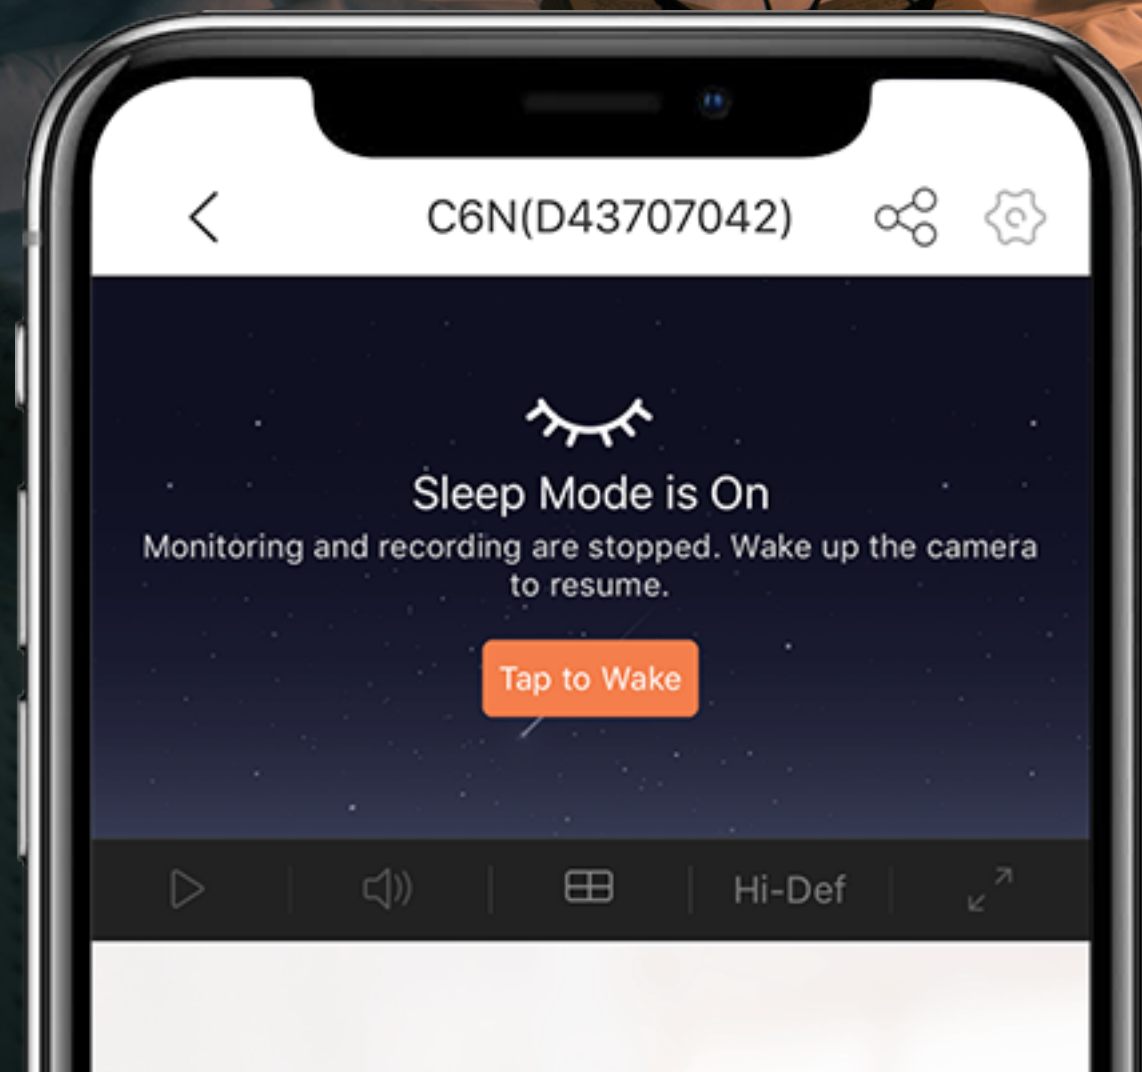 C6N(D43707042)
Sleep Mode is On
Monitoring and recording are stopped. Wake up the camera
to resume.
Tap to Wake
Hi-Def